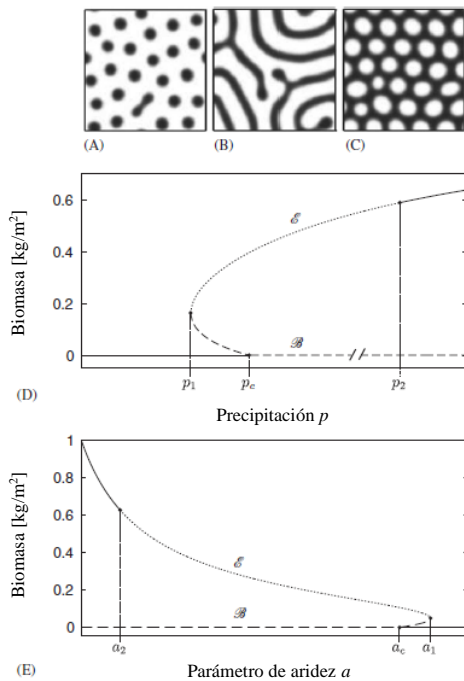 (A) (B) (C)
Biomasa [kg/m²]
0.6
0.4
0.2
0
ℰ
ℬ
p₁ p_c p₂
(D)
Precipitación p
Biomasa [kg/m²]
1
0.8
0.6
0.4
0.2
0
ℰ
ℬ
a₂ a_c a₁
(E)
Parámetro de aridez a